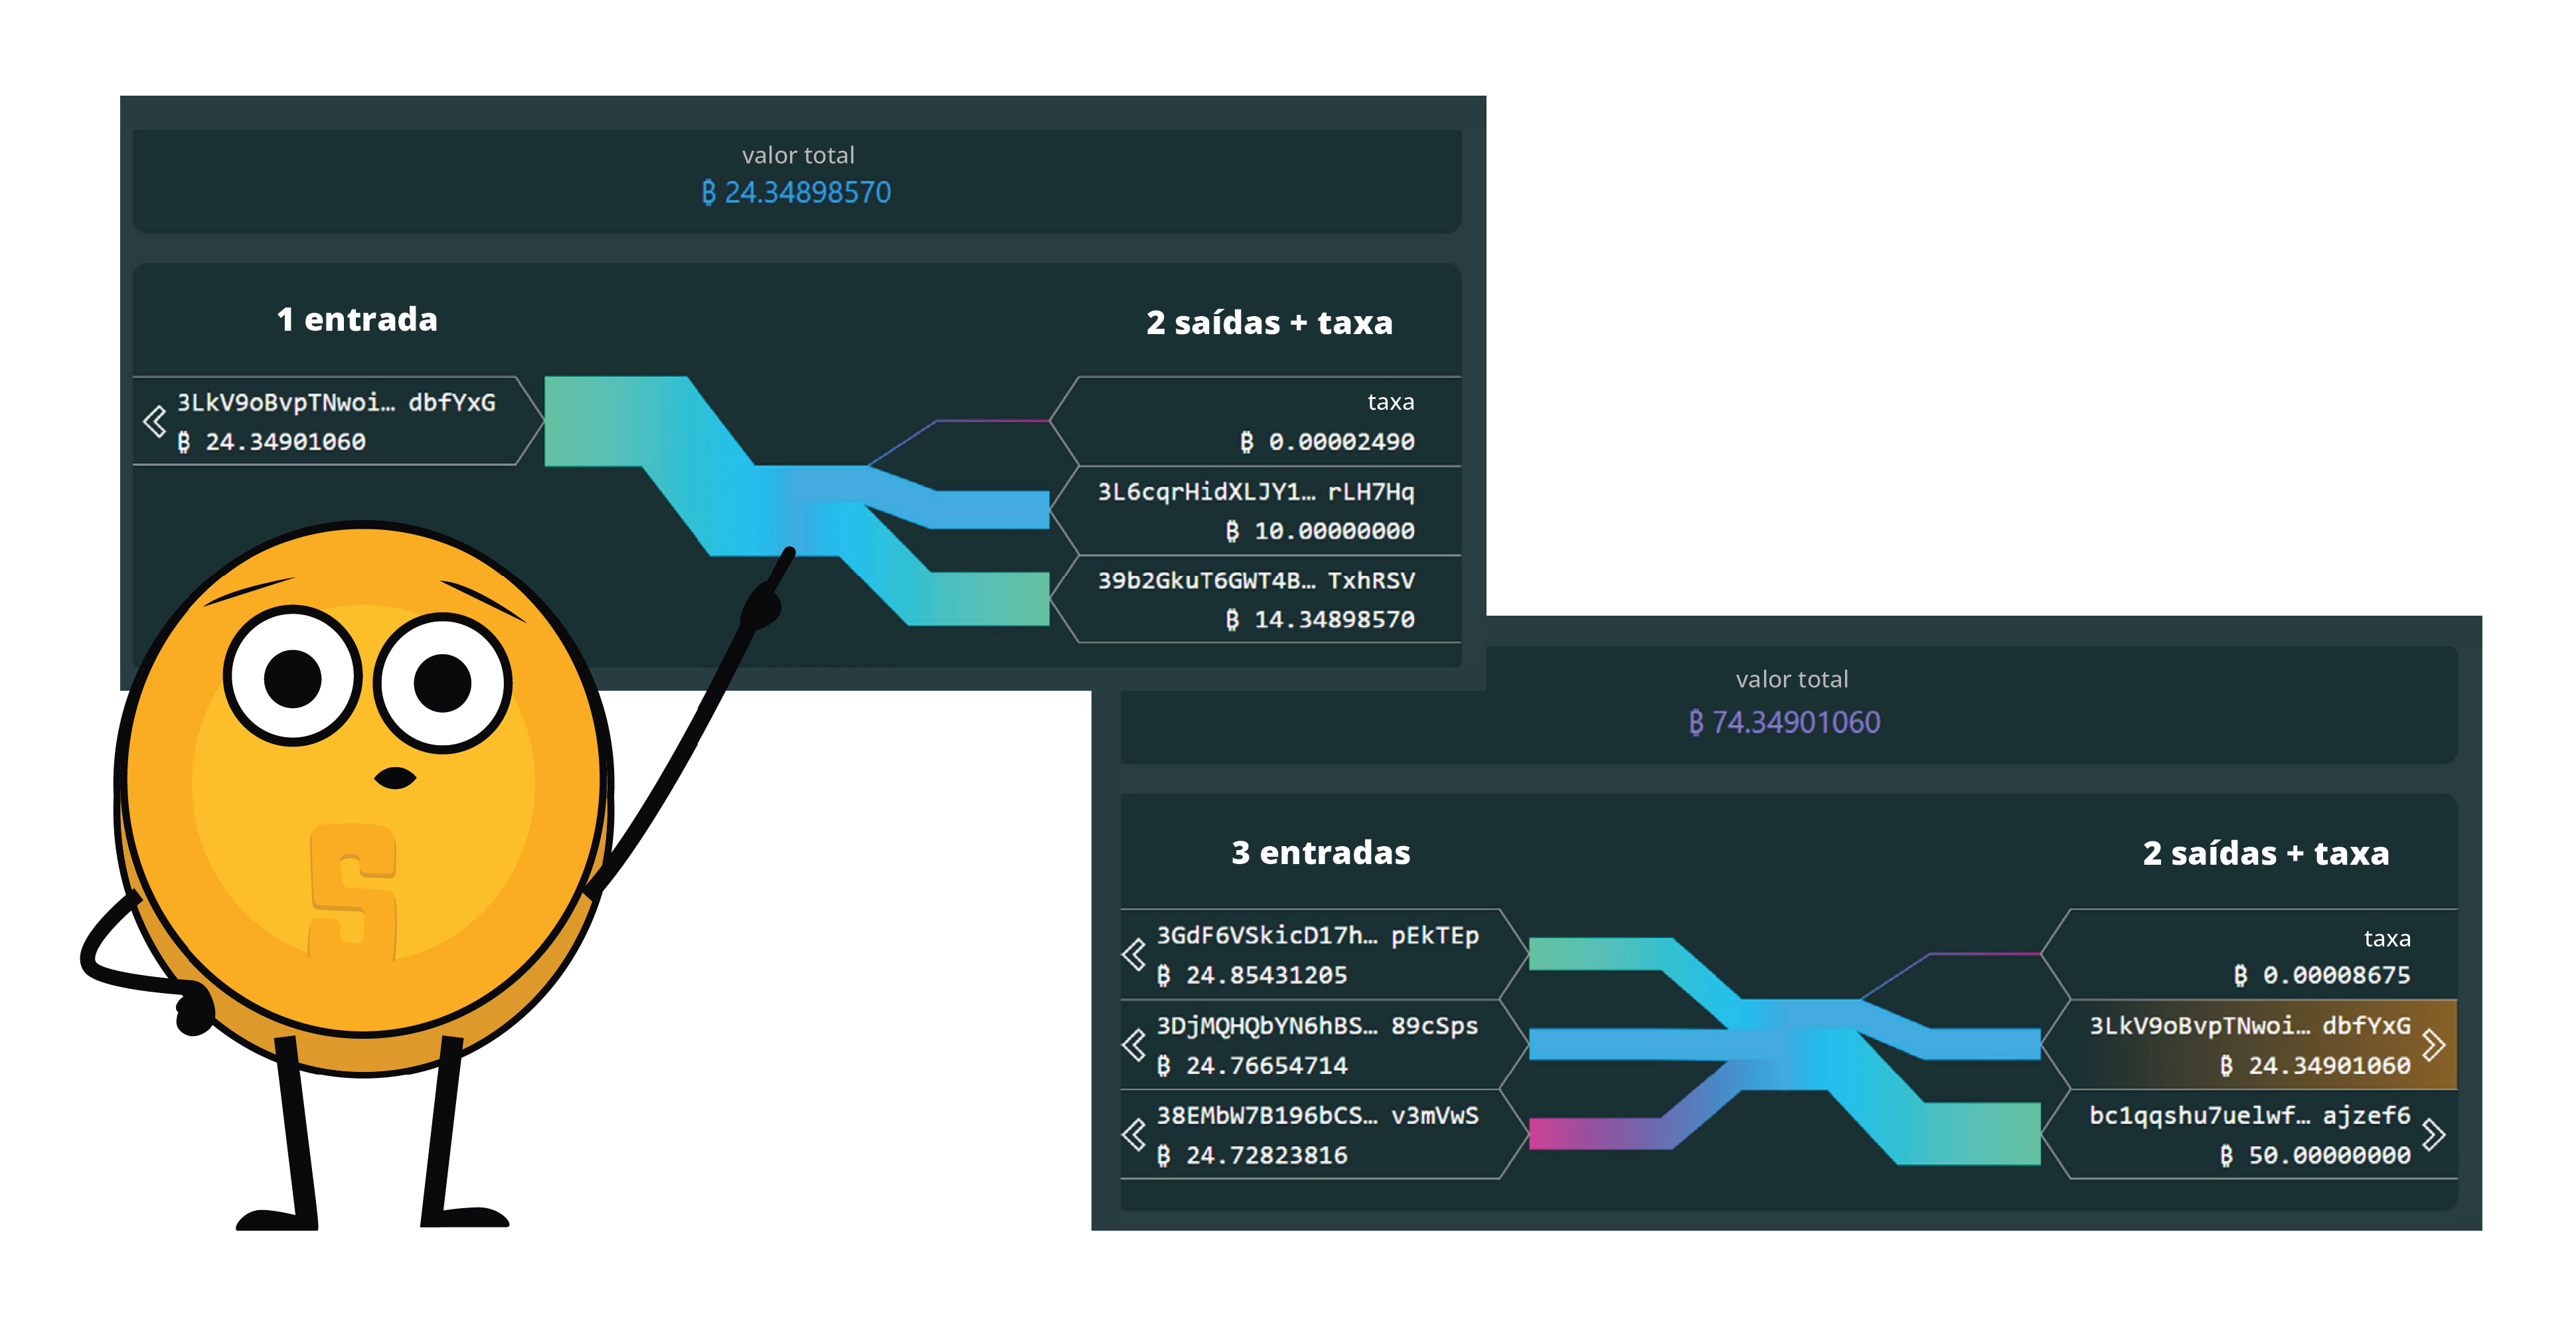 valor total
₿ 24.34898570
1 entrada
2 saídas + taxa
3LkV9oBvpTNwoi… dbfYxG
₿ 24.34901060
taxa
₿ 0.00002490
3L6cqrHidXLJY1… rLH7Hq
₿ 10.00000000
39b2GkuT6GWT4B… TxhRSV
₿ 14.34898570
S
valor total
₿ 74.34901060
3 entradas
2 saídas + taxa
3GdF6VSkicD17h… pEkTEp
₿ 24.85431205
3DjMQHQbYN6hBS… 89cSps
₿ 24.76654714
38EMbW7B196bCS… v3mVwS
₿ 24.72823816
taxa
₿ 0.00008675
3LkV9oBvpTNwoi… dbfYxG
₿ 24.34901060
bc1qqshu7uelwf… ajzef6
₿ 50.00000000